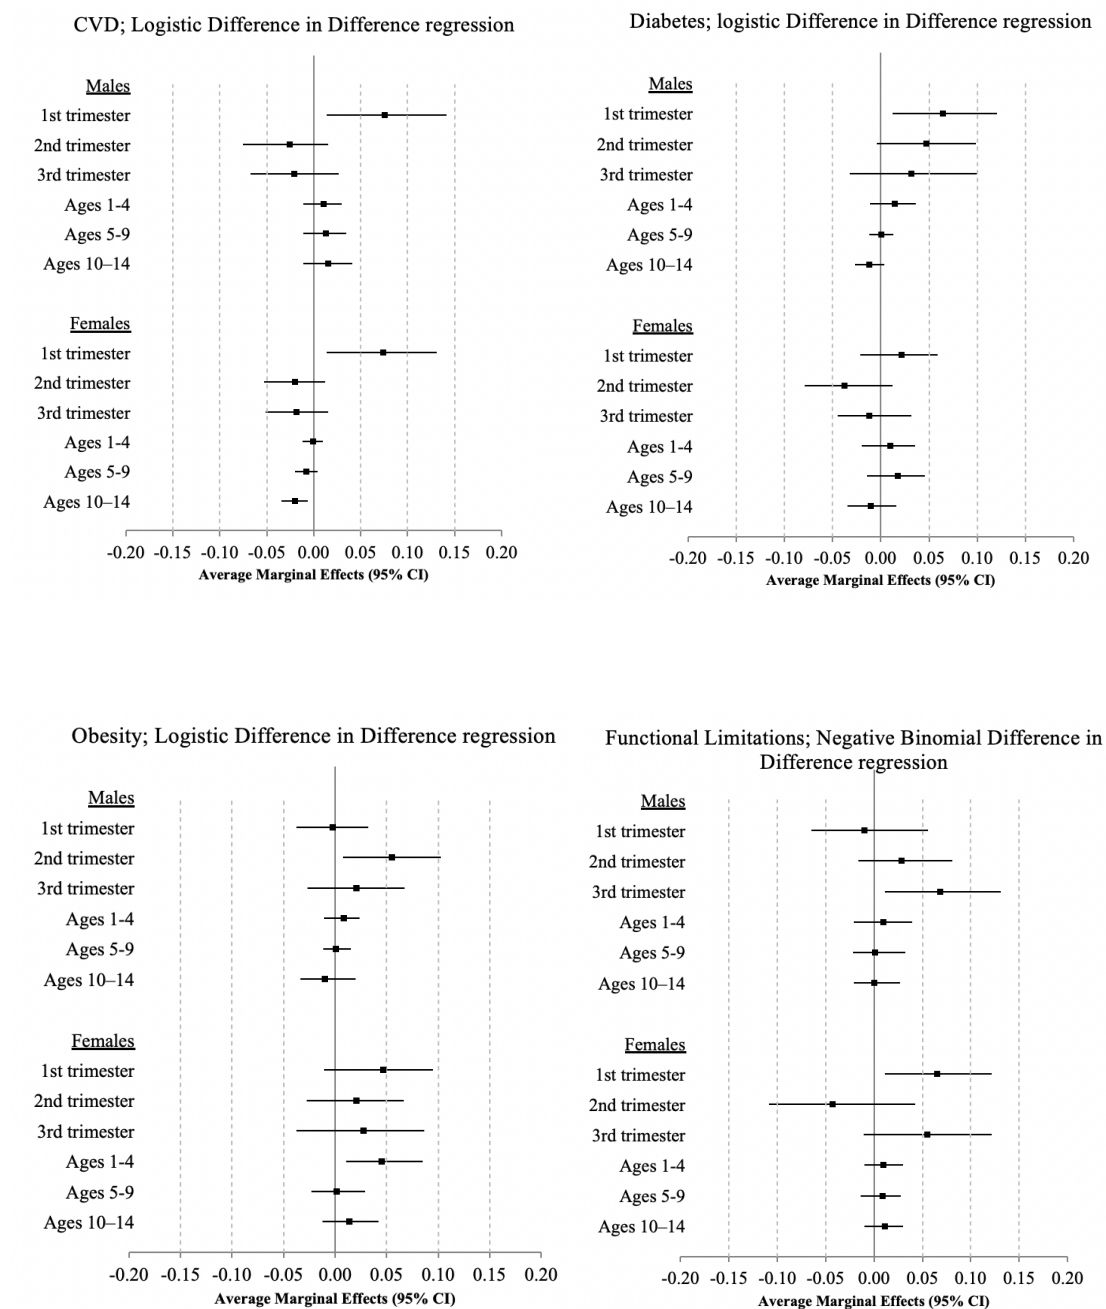 CVD; Logistic Difference in Difference regression
Males
1st trimester
2nd trimester
3rd trimester
Ages 1-4
Ages 5-9
Ages 10–14
Females
1st trimester
2nd trimester
3rd trimester
Ages 1-4
Ages 5-9
Ages 10–14
-0.20 -0.15 -0.10 -0.05 0.00 0.05 0.10 0.15 0.20
Average Marginal Effects (95% CI)
Diabetes; logistic Difference in Difference regression
Males
1st trimester
2nd trimester
3rd trimester
Ages 1-4
Ages 5-9
Ages 10–14
Females
1st trimester
2nd trimester
3rd trimester
Ages 1-4
Ages 5-9
Ages 10–14
-0.20 -0.15 -0.10 -0.05 0.00 0.05 0.10 0.15 0.20
Average Marginal Effects (95% CI)
Obesity; Logistic Difference in Difference regression
Males
1st trimester
2nd trimester
3rd trimester
Ages 1-4
Ages 5-9
Ages 10–14
Females
1st trimester
2nd trimester
3rd trimester
Ages 1-4
Ages 5-9
Ages 10–14
-0.20 -0.15 -0.10 -0.05 0.00 0.05 0.10 0.15 0.20
Average Marginal Effects (95% CI)
Functional Limitations; Negative Binomial Difference in
Difference regression
Males
1st trimester
2nd trimester
3rd trimester
Ages 1-4
Ages 5-9
Ages 10–14
Females
1st trimester
2nd trimester
3rd trimester
Ages 1-4
Ages 5-9
Ages 10–14
-0.20 -0.15 -0.10 -0.05 0.00 0.05 0.10 0.15 0.20
Average Marginal Effects (95% CI)